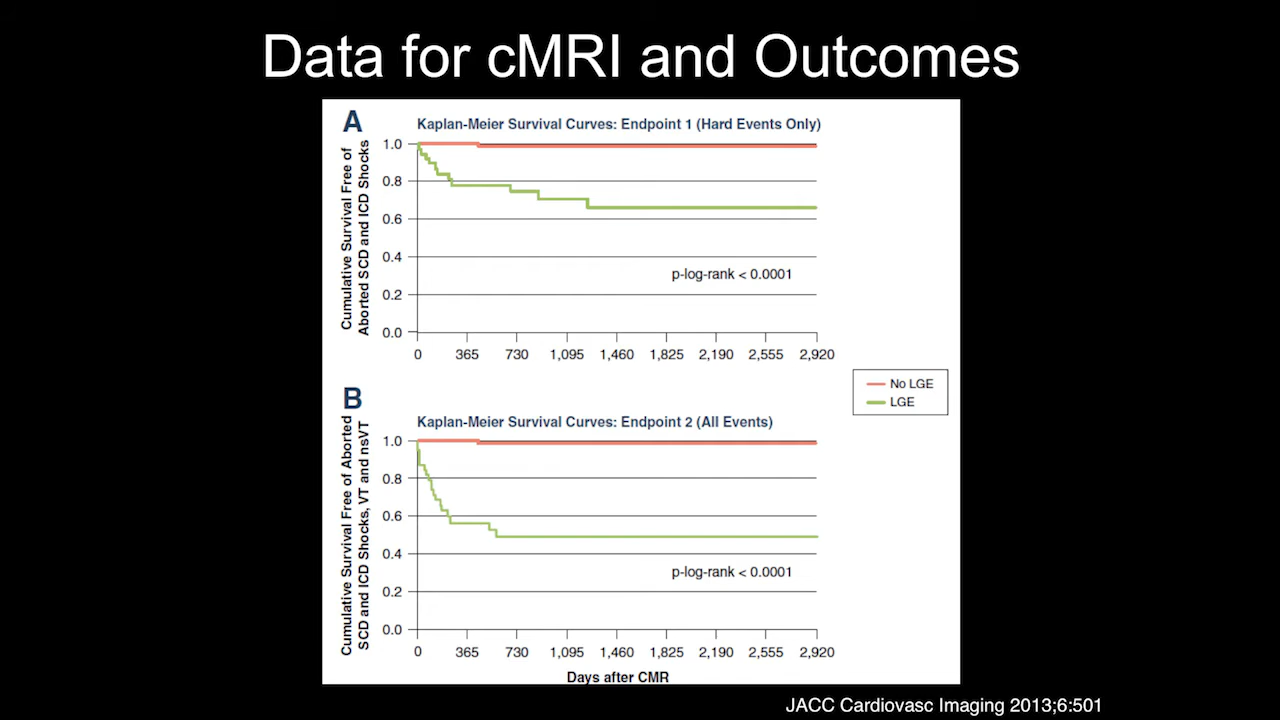 Data for cMRI and Outcomes
A
Kaplan-Meier Survival Curves: Endpoint 1 (Hard Events Only)
Cumulative Survival Free of
Aborted SCD and ICD Shocks
1.0
0.8
0.6
0.4
0.2
0.0
p-log-rank < 0.0001
0 365 730 1,095 1,460 1,825 2,190 2,555 2,920
No LGE
LGE
B
Kaplan-Meier Survival Curves: Endpoint 2 (All Events)
Cumulative Survival Free of Aborted
SCD and ICD Shocks, VT and nsVT
1.0
0.8
0.6
0.4
0.2
0.0
p-log-rank < 0.0001
0 365 730 1,095 1,460 1,825 2,190 2,555 2,920
Days after CMR
JACC Cardiovasc Imaging 2013;6:501